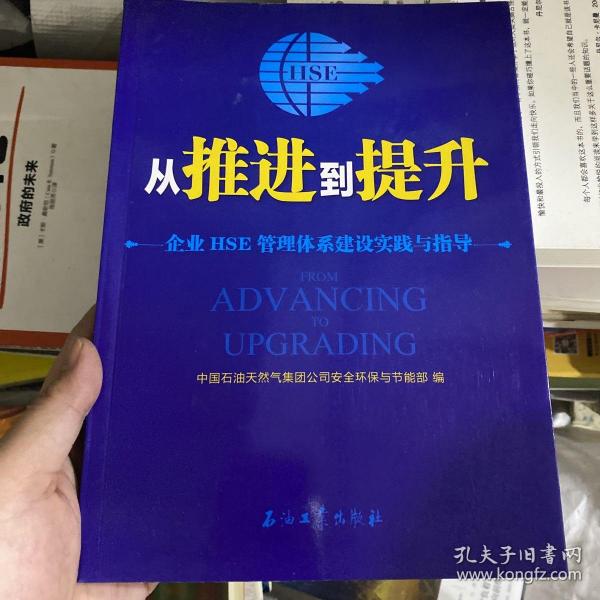 HSE
从推进到提升
企业 HSE 管理体系建设实践与指导
FROM
ADVANCING
TO
UPGRADING
中国石油天然气集团公司安全环保与节能部 编
石油工业出版社
政府的未来
孔夫子旧书网
www.kongfz.com